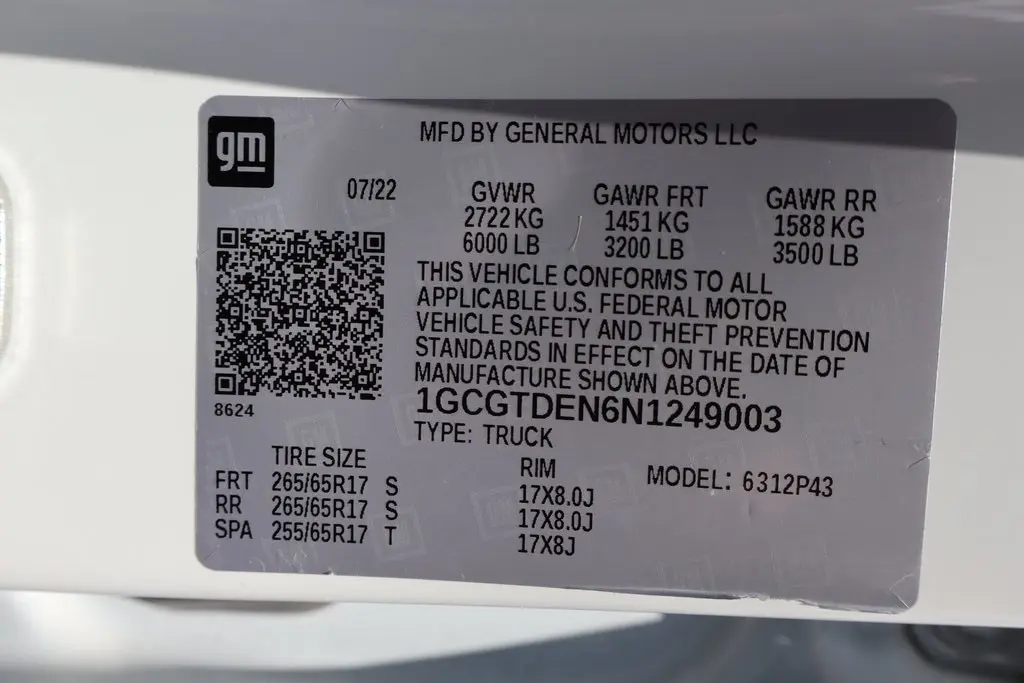 gm
MFD BY GENERAL MOTORS LLC
07/22
GVWR GAWR FRT GAWR RR
2722 KG 1451 KG 1588 KG
6000 LB 3200 LB 3500 LB
THIS VEHICLE CONFORMS TO ALL
APPLICABLE U.S. FEDERAL MOTOR
VEHICLE SAFETY AND THEFT PREVENTION
STANDARDS IN EFFECT ON THE DATE OF
MANUFACTURE SHOWN ABOVE.
1GCGTDEN6N1249003
8624
TYPE: TRUCK
TIRE SIZE RIM MODEL: 6312P43
FRT 265/65R17 S 17X8.0J
RR 265/65R17 S 17X8.0J
SPA 255/65R17 T 17X8J